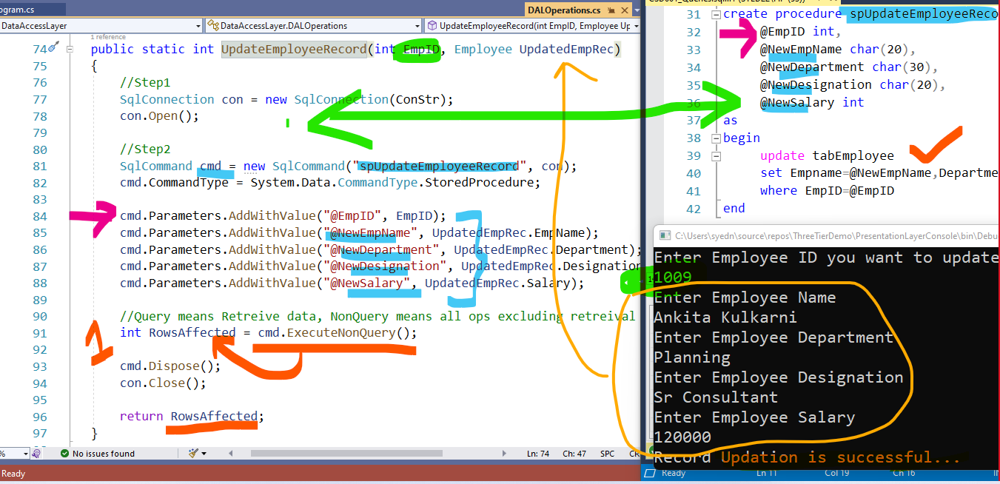 ogram.cs
DALOperations.cs
DataAccessLayer
DataAccessLayer.DALOperations
UpdateEmployeeRecord(int EmpID, Employee Up
1 reference
74 public static int UpdateEmployeeRecord(int EmpID, Employee UpdatedEmpRec)
75 {
76 //Step1
77 SqlConnection con = new SqlConnection(ConStr);
78 con.Open();
79
80 //Step2
81 SqlCommand cmd = new SqlCommand("spUpdateEmployeeRecord", con);
82 cmd.CommandType = System.Data.CommandType.StoredProcedure;
83
84 cmd.Parameters.AddWithValue("@EmpID", EmpID);
85 cmd.Parameters.AddWithValue("@NewEmpName", UpdatedEmpRec.EmpName);
86 cmd.Parameters.AddWithValue("@NewDepartment", UpdatedEmpRec.Department);
87 cmd.Parameters.AddWithValue("@NewDesignation", UpdatedEmpRec.Designation
88 cmd.Parameters.AddWithValue("@NewSalary", UpdatedEmpRec.Salary);
89
90 //Query means Retreive data, NonQuery means all ops excluding retreival
91 int RowsAffected = cmd.ExecuteNonQuery();
92
93 cmd.Dispose();
94 con.Close();
95
96 return RowsAffected;
97 }
%
No issues found
Ln: 74 Ch: 47 SPC CR
Ready
31 create procedure spUpdateEmployeeReco
32 @EmpID int,
33 @NewEmpName char(20),
34 @NewDepartment char(30),
35 @NewDesignation char(20),
36 @NewSalary int
37 as
38 begin
39 update tabEmployee
40 set Empname=@NewEmpName,Departme
41 where EmpID=@EmpID
42 end
C:\Users\syedn\source\repos\ThreeTierDemo\PresentationLayerConsole\bin\Debu
Enter Employee ID you want to update
1009
Enter Employee Name
Ankita Kulkarni
Enter Employee Department
Planning
Enter Employee Designation
Sr Consultant
Enter Employee Salary
120000
Record Updation is successful...
Ready Ln 11 Col 19 Ch 16